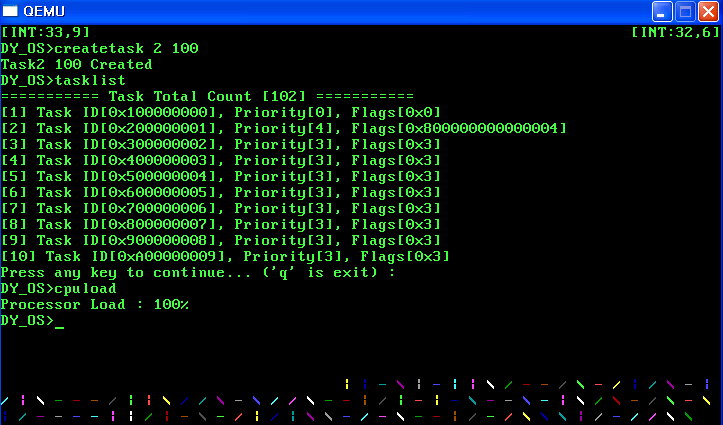 QEMU
[INT:33,9] [INT:32,6]
DY_OS>createtask 2 100
Task2 100 Created
DY_OS>tasklist
=========== Task Total Count [102] ===========
[1] Task ID[0x100000000], Priority[0], Flags[0x0]
[2] Task ID[0x200000001], Priority[4], Flags[0x800000000000004]
[3] Task ID[0x300000002], Priority[3], Flags[0x3]
[4] Task ID[0x400000003], Priority[3], Flags[0x3]
[5] Task ID[0x500000004], Priority[3], Flags[0x3]
[6] Task ID[0x600000005], Priority[3], Flags[0x3]
[7] Task ID[0x700000006], Priority[3], Flags[0x3]
[8] Task ID[0x800000007], Priority[3], Flags[0x3]
[9] Task ID[0x900000008], Priority[3], Flags[0x3]
[10] Task ID[0xA00000009], Priority[3], Flags[0x3]
Press any key to continue... ('q' is exit) :
DY_OS>cpuload
Processor Load : 100%
DY_OS>_